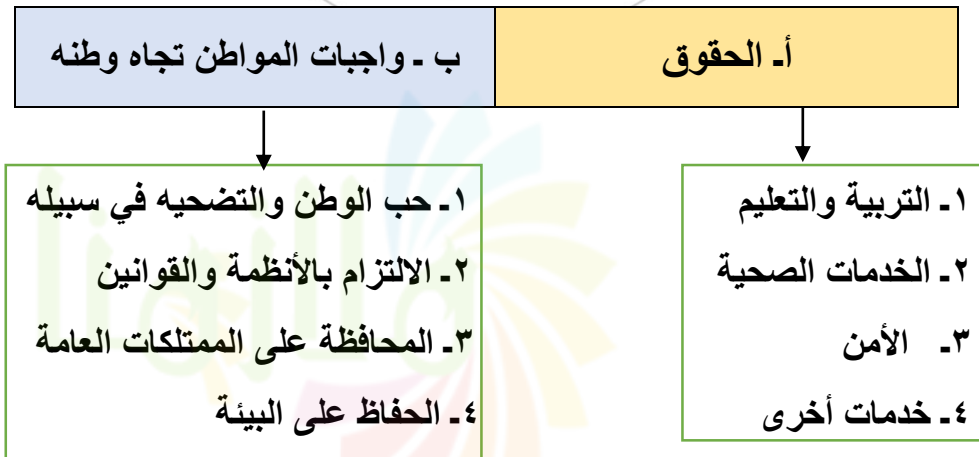 أـ الحقوق
ب ـ واجبات المواطن تجاه وطنه
١ـ التربية والتعليم
٢ـ الخدمات الصحية
٣ـ الأمن
٤ـ خدمات أخرى
١ـ حب الوطن والتضحيه في سبيله
٢ـ الالتزام بالأنظمة والقوانين
٣ـ المحافظة على الممتلكات العامة
٤ـ الحفاظ على البيئة